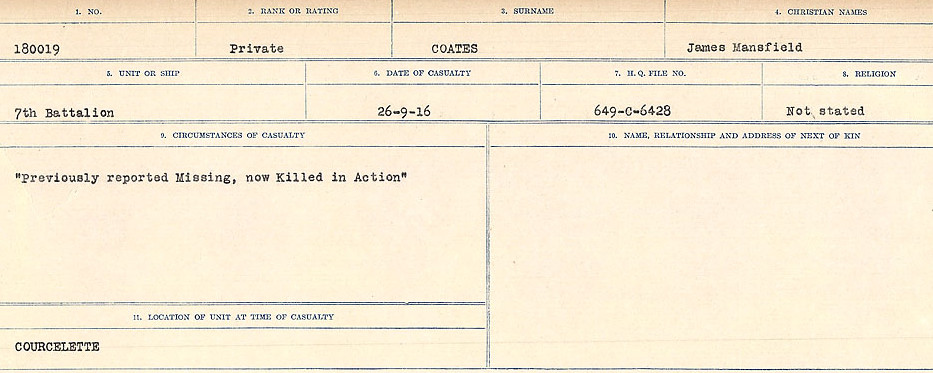 1. NO.
2. RANK OR RATING
3. SURNAME
4. CHRISTIAN NAMES
180019
Private
COATES
James Mansfield
5. UNIT OR SHIP
6. DATE OF CASUALTY
7. H. Q. FILE NO.
8. RELIGION
7th Battalion
26-9-16
649-C-6428
Not stated
9. CIRCUMSTANCES OF CASUALTY
10. NAME, RELATIONSHIP AND ADDRESS OF NEXT OF KIN
"Previously reported Missing, now Killed in Action"
11. LOCATION OF UNIT AT TIME OF CASUALTY
COURCELETTE